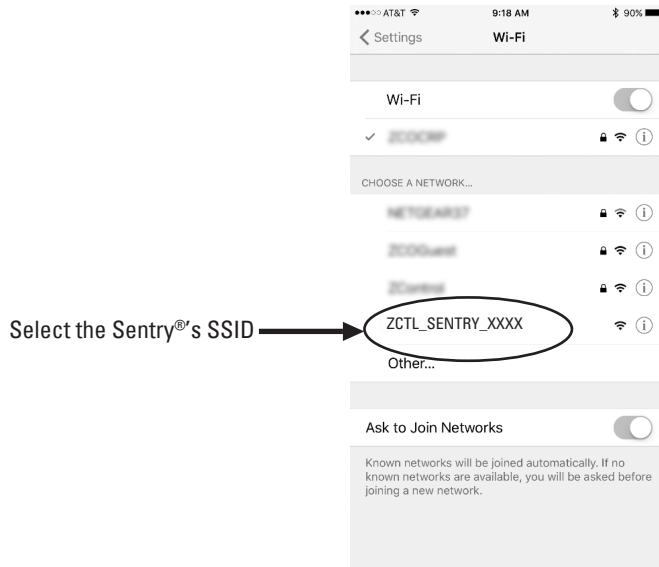 AT&T 9:18 AM 90%
Settings Wi-Fi
Wi-Fi
CHOOSE A NETWORK...
Select the Sentry®'s SSID
ZCTL_SENTRY_XXXX
Other...
Ask to Join Networks
Known networks will be joined automatically. If no
known networks are available, you will be asked before
joining a new network.